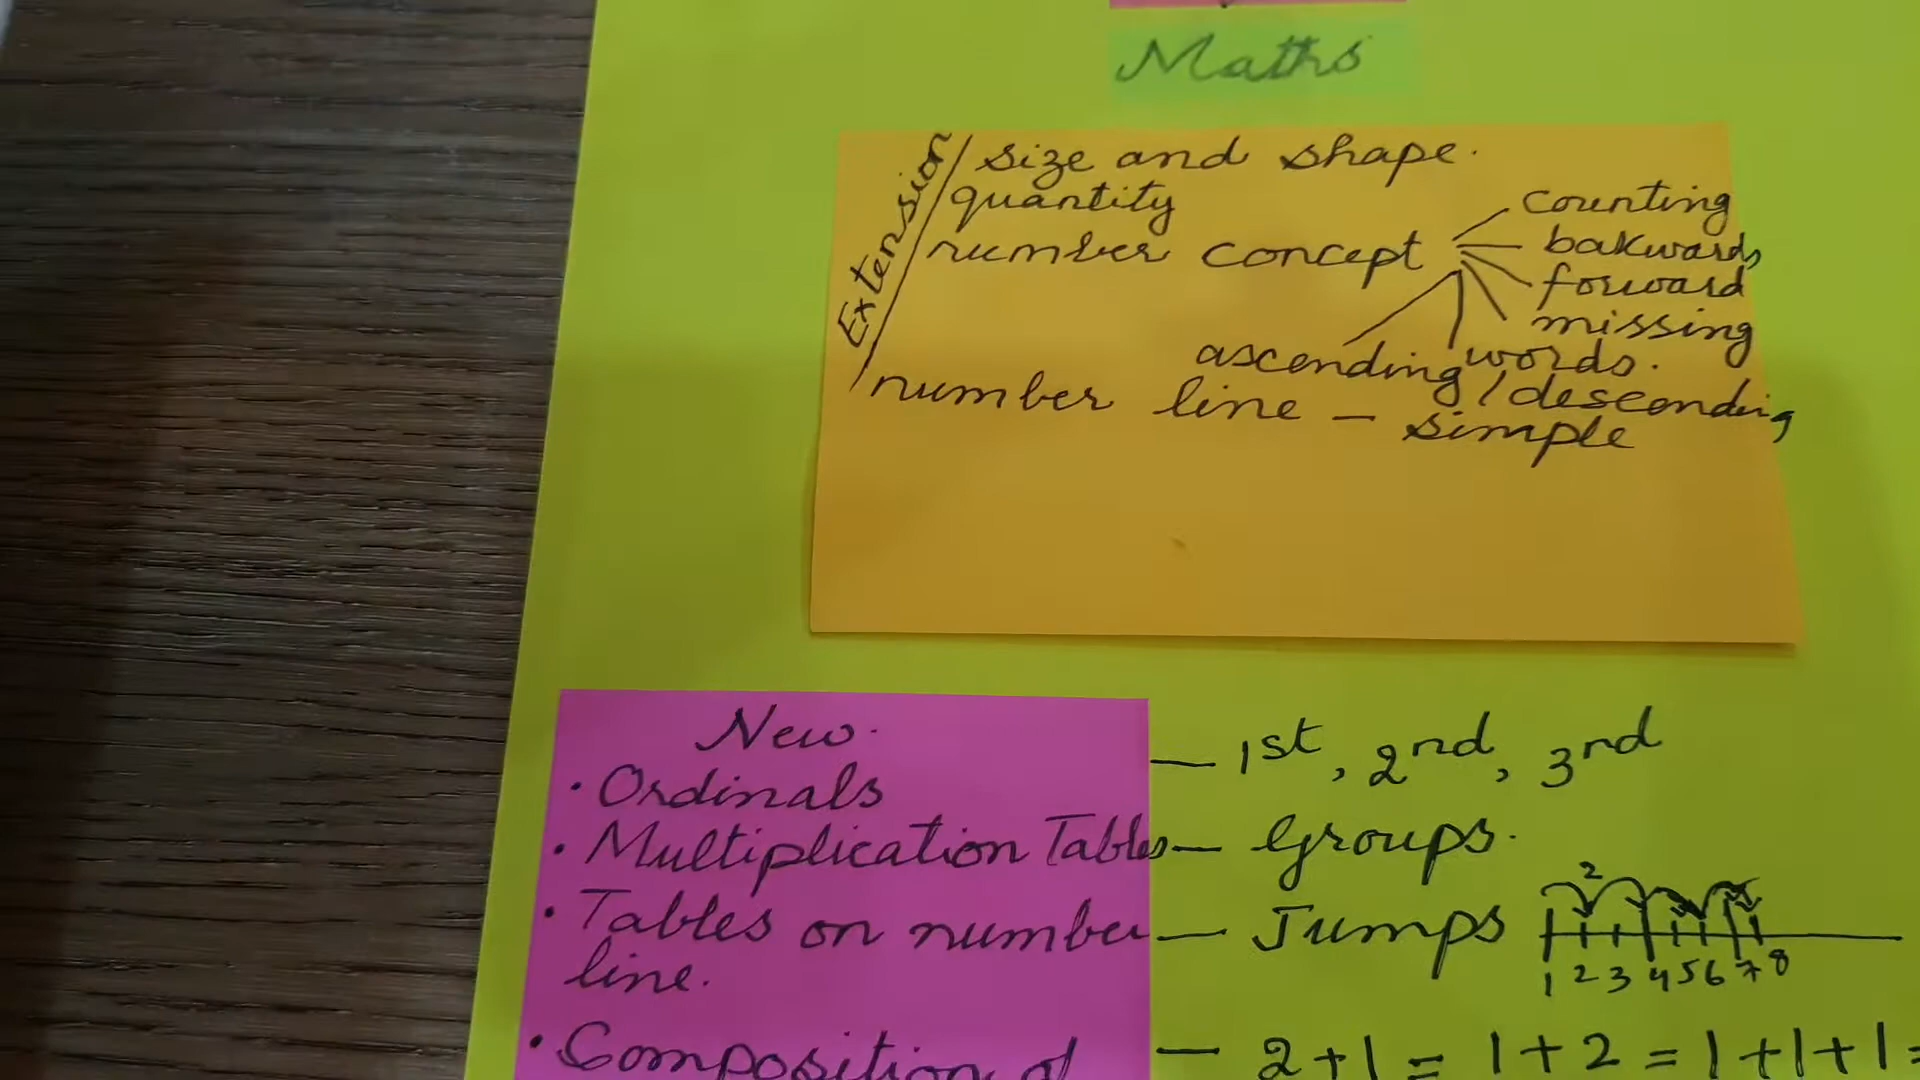 Maths
Extension
size and shape.
quantity
number concept
counting
bakwards
forward
missing
words.
ascending / descending
number line - simple
New.
• Ordinals — 1st, 2nd, 3rd
• Multiplication Tables — Groups.
• Tables on number — Jumps
line.
2
1 2 3 4 5 6 7 8
• Composition of — 2+1 = 1+2 = 1+1+1 =